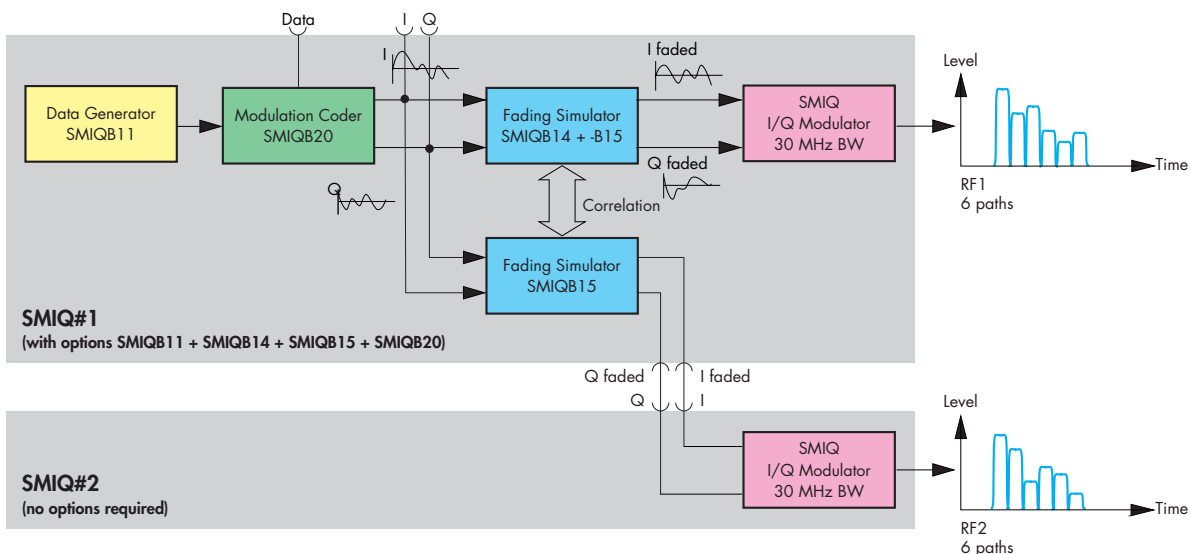 Data
I
Q
I
I faded
Level
Data Generator
SMIQB11
Modulation Coder
SMIQB20
Fading Simulator
SMIQB14 + -B15
SMIQ
I/Q Modulator
30 MHz BW
Time
RF1
6 paths
Q
Q faded
Correlation
Fading Simulator
SMIQB15
SMIQ#1
(with options SMIQB11 + SMIQB14 + SMIQB15 + SMIQB20)
Q faded
I faded
Q
I
Level
SMIQ
I/Q Modulator
30 MHz BW
SMIQ#2
(no options required)
Time
RF2
6 paths